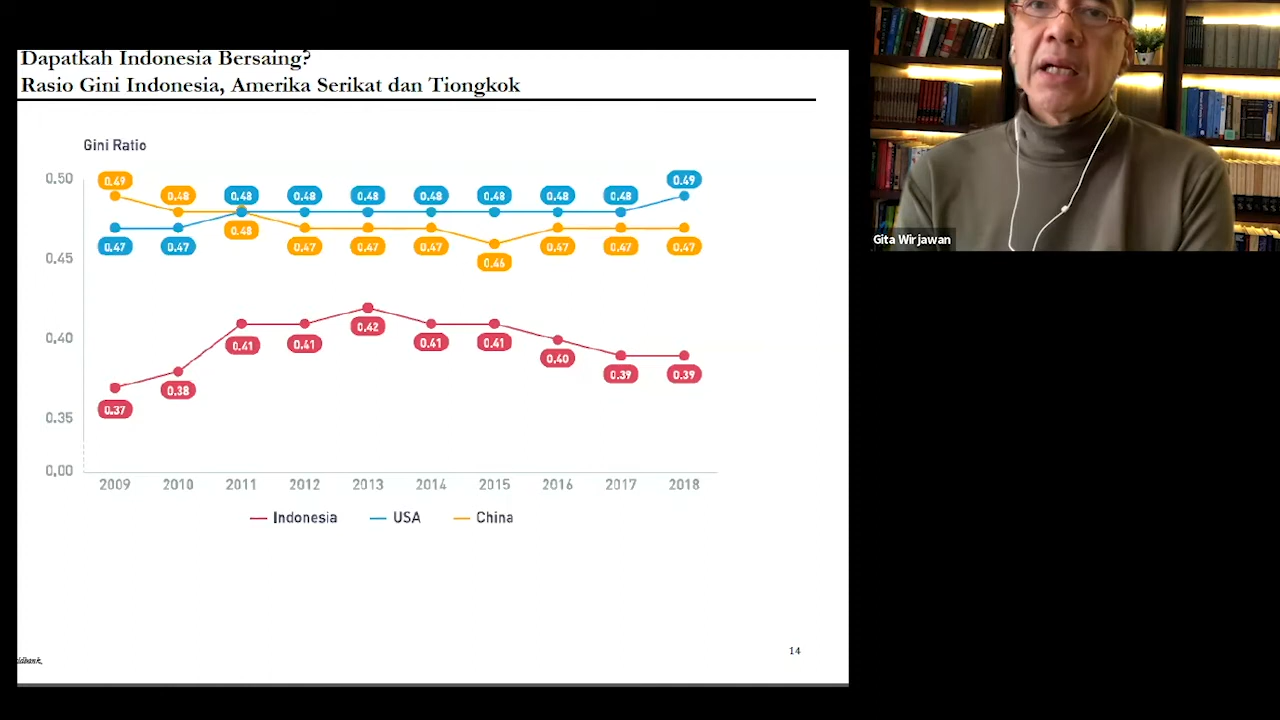 Dapatkah Indonesia Bersaing?
Rasio Gini Indonesia, Amerika Serikat dan Tiongkok
Gini Ratio
0.50
0.45
0.40
0.35
0,00
0.49 0.48 0.48 0.47 0.47 0.47 0.46 0.47 0.47 0.47
0.47 0.47 0.48 0.48 0.48 0.48 0.48 0.48 0.48 0.49
0.37 0.38 0.41 0.41 0.42 0.41 0.41 0.40 0.39 0.39
2009 2010 2011 2012 2013 2014 2015 2016 2017 2018
Indonesia USA China
14
Gita Wirjawan